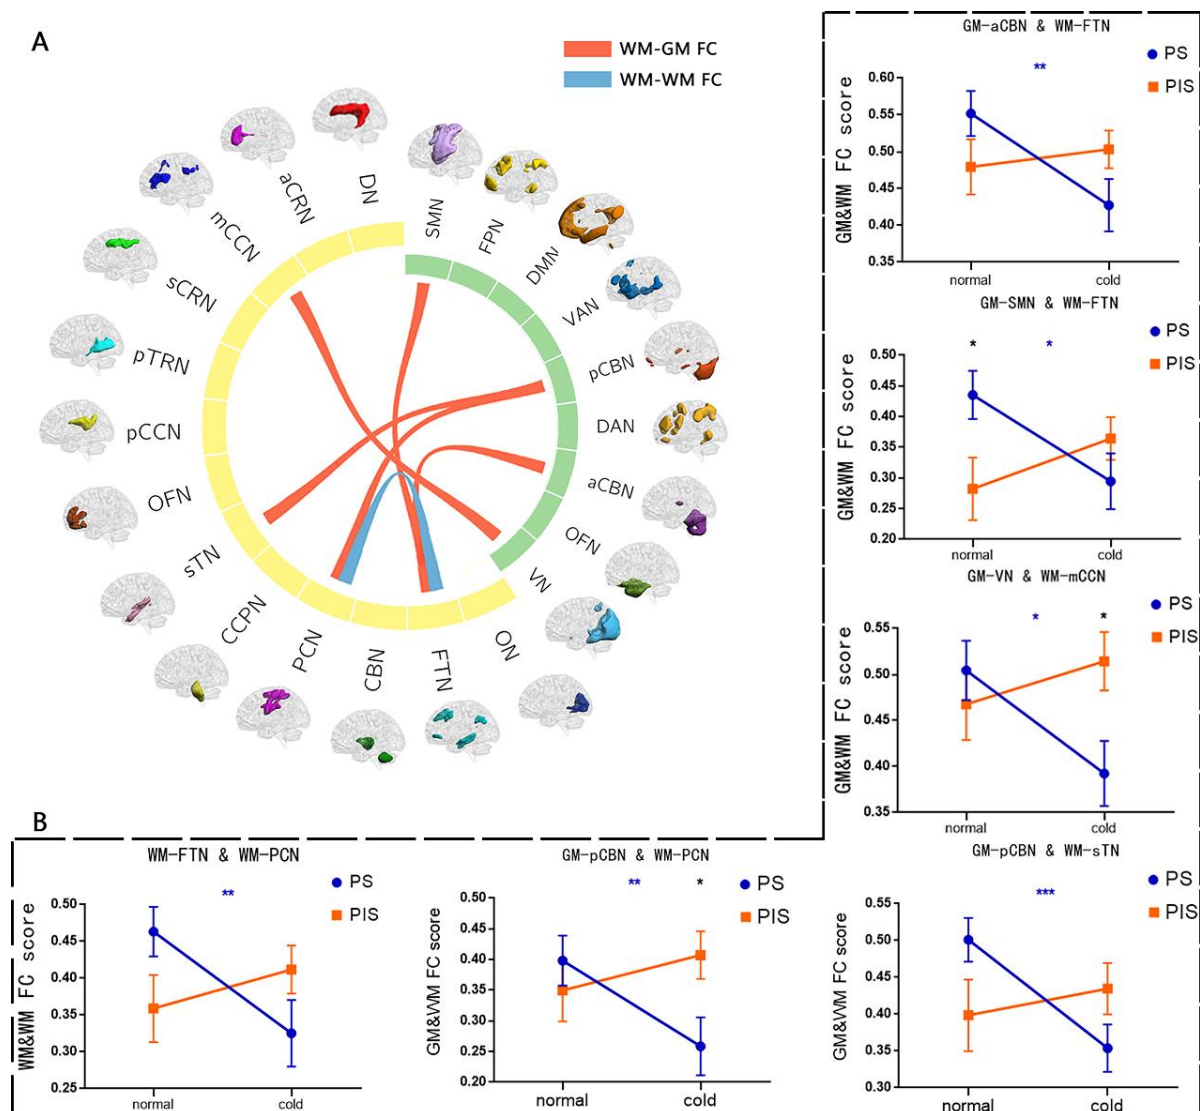 A
WM-GM FC
WM-WM FC
DN
aCRN
mCCN
sCRN
pTRN
pCCN
OFN
sTN
CCPN
PCN
CBN
FTN
ON
SMN
FPN
DMN
VAN
pCBN
DAN
aCBN
OFN
VN
GM-aCBN & WM-FTN
PS
PIS
**
GM&WM FC score
0.60
0.55
0.50
0.45
0.40
0.35
normal cold
GM-SMN & WM-FTN
PS
PIS
* *
GM&WM FC score
0.50
0.45
0.40
0.35
0.30
0.25
0.20
normal cold
GM-VN & WM-mCCN
PS
PIS
* *
GM&WM FC score
0.55
0.50
0.45
0.40
0.35
normal cold
B
WM-FTN & WM-PCN
PS
PIS
**
WM&WM FC score
0.50
0.45
0.40
0.35
0.30
0.25
normal cold
GM-pCBN & WM-PCN
PS
PIS
** *
GM&WM FC score
0.50
0.45
0.40
0.35
0.30
0.25
0.20
normal cold
GM-pCBN & WM-sTN
PS
PIS
***
GM&WM FC score
0.50
0.45
0.40
0.35
0.30
normal cold